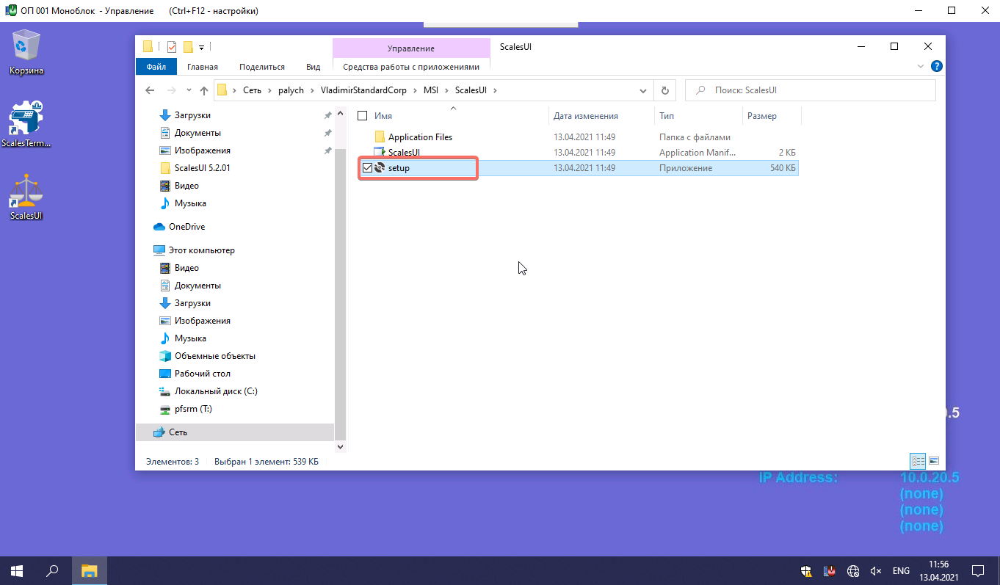 ОП 001 Моноблок - Управление (Ctrl+F12 - настройки)
Корзина
ScalesTerm...
ScalesUI
Управление
ScalesUI
Файл
Главная
Поделиться
Вид
Средства работы с приложениями
Сеть > palych > VladimirStandardCorp > MSI > ScalesUI >
Поиск: ScalesUI
Загрузки
Документы
Изображения
ScalesUI 5.2.01
Видео
Музыка
OneDrive
Этот компьютер
Видео
Документы
Загрузки
Изображения
Музыка
Объемные объекты
Рабочий стол
Локальный диск (C:)
pfsrm (T:)
Сеть
Имя Дата изменения Тип Размер
Application Files 13.04.2021 11:49 Папка с файлами
ScalesUI 13.04.2021 11:49 Application Manif... 2 КБ
setup 13.04.2021 11:49 Приложение 540 КБ
Элементов: 3 Выбран 1 элемент: 539 КБ
.5
IP Address: 10.0.20.5
(none)
(none)
(none)
ENG
11:56
13.04.2021